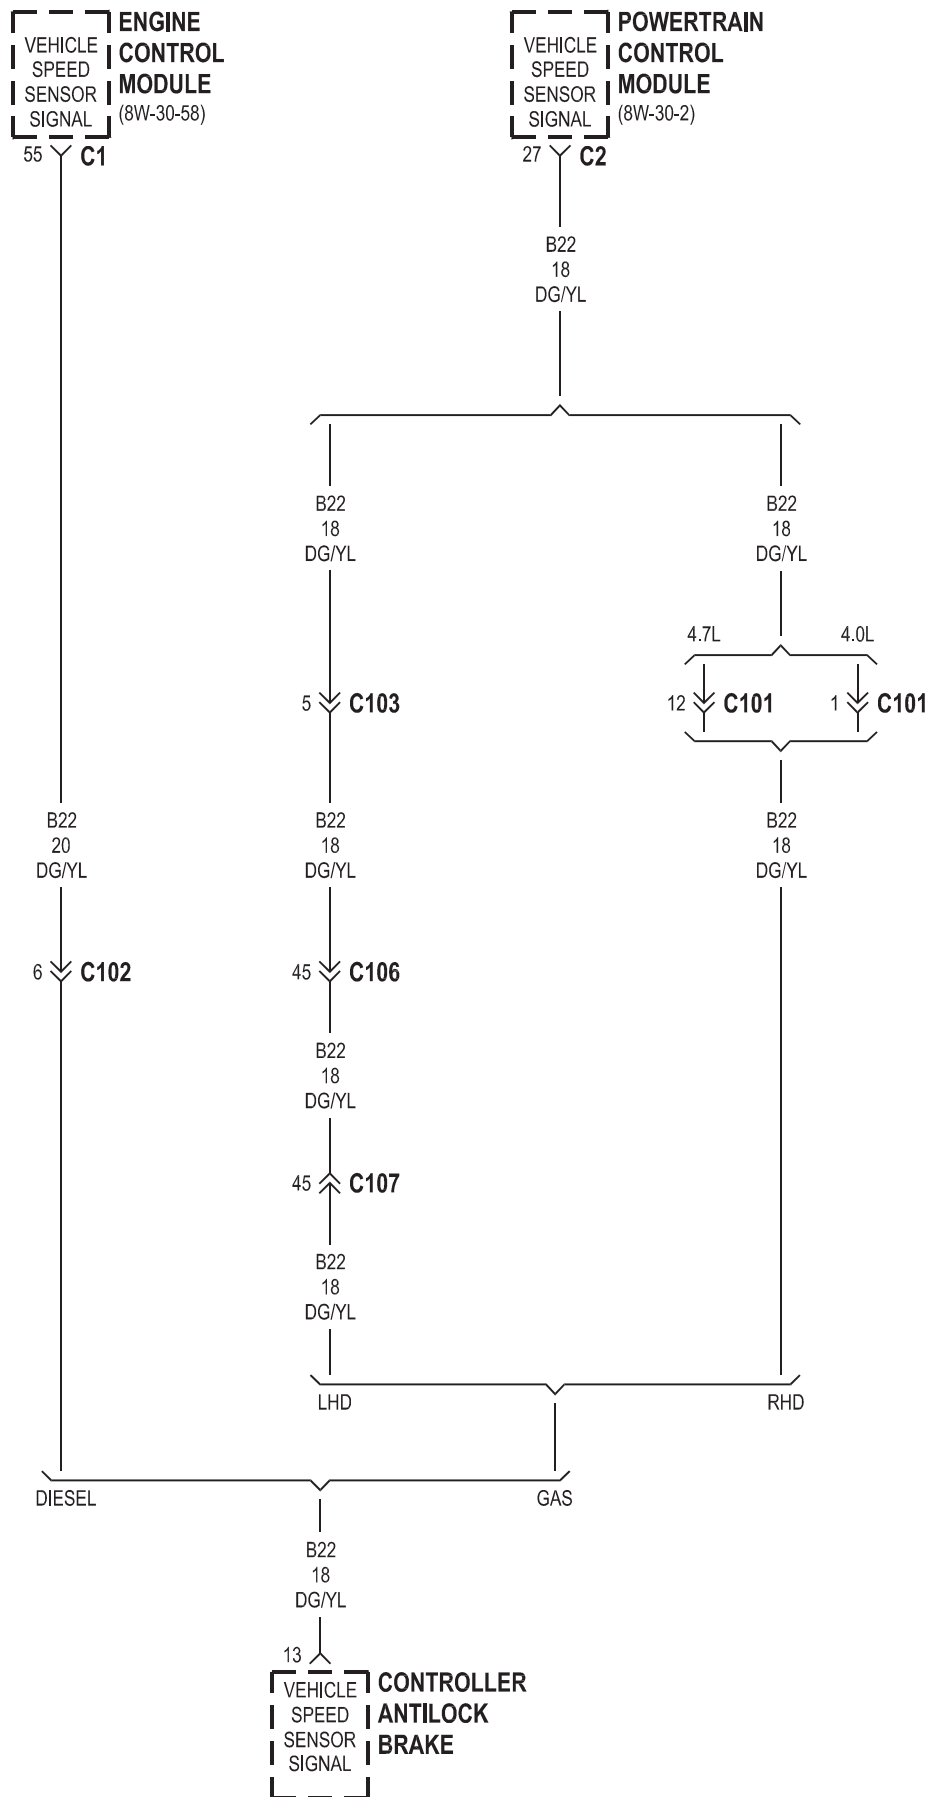 VEHICLE
SPEED
SENSOR
SIGNAL
ENGINE
CONTROL
MODULE
(8W-30-58)
55
C1
VEHICLE
SPEED
SENSOR
SIGNAL
POWERTRAIN
CONTROL
MODULE
(8W-30-2)
27
C2
B22
18
DG/YL
B22
18
DG/YL
B22
18
DG/YL
4.7L
4.0L
5
C103
12
C101
1
C101
B22
20
DG/YL
B22
18
DG/YL
B22
18
DG/YL
6
C102
45
C106
B22
18
DG/YL
45
C107
B22
18
DG/YL
LHD
RHD
DIESEL
GAS
B22
18
DG/YL
13
VEHICLE
SPEED
SENSOR
SIGNAL
CONTROLLER
ANTILOCK
BRAKE